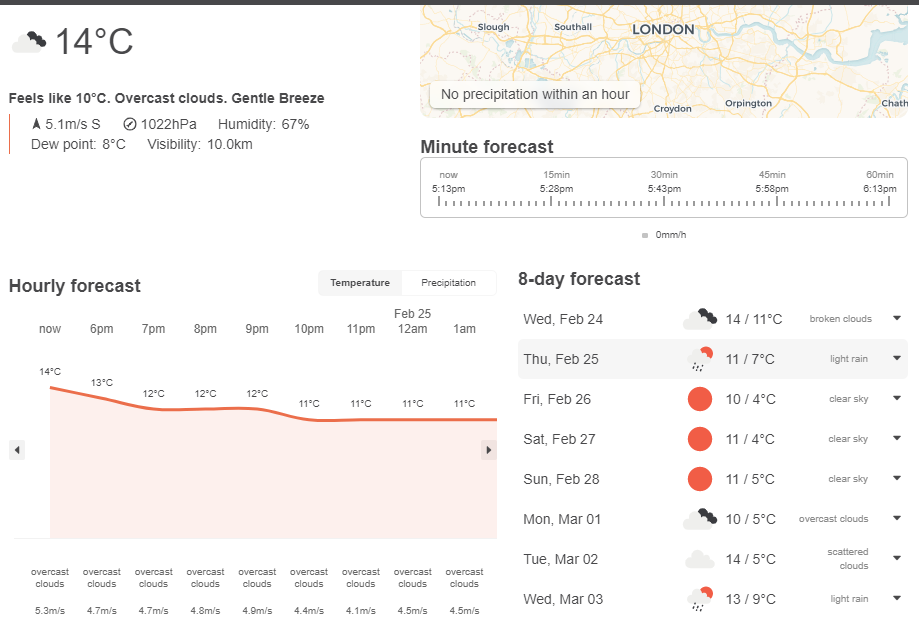 14°C
Feels like 10°C. Overcast clouds. Gentle Breeze
5.1m/s S 1022hPa Humidity: 67%
Dew point: 8°C Visibility: 10.0km
Slough Southall LONDON
No precipitation within an hour
Croydon Orpington Chath
Minute forecast
now 15min 30min 45min 60min
5:13pm 5:28pm 5:43pm 5:58pm 6:13pm
0mm/h
Hourly forecast
Temperature Precipitation
Feb 25
now 6pm 7pm 8pm 9pm 10pm 11pm 12am 1am
14°C 13°C 12°C 12°C 12°C 11°C 11°C 11°C 11°C
overcast overcast overcast overcast overcast overcast overcast overcast overcast
clouds clouds clouds clouds clouds clouds clouds clouds clouds
5.3m/s 4.7m/s 4.7m/s 4.8m/s 4.9m/s 4.4m/s 4.1m/s 4.5m/s 4.5m/s
8-day forecast
Wed, Feb 24 14 / 11°C broken clouds
Thu, Feb 25 11 / 7°C light rain
Fri, Feb 26 10 / 4°C clear sky
Sat, Feb 27 11 / 4°C clear sky
Sun, Feb 28 11 / 5°C clear sky
Mon, Mar 01 10 / 5°C overcast clouds
Tue, Mar 02 14 / 5°C scattered
clouds
Wed, Mar 03 13 / 9°C light rain